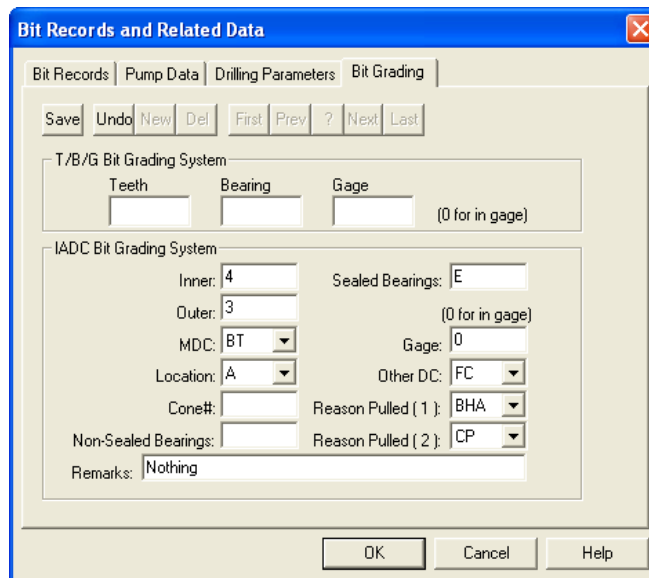 Bit Records and Related Data
Bit Records Pump Data Drilling Parameters Bit Grading
Save Undo New Del First Prev ? Next Last
T/B/G Bit Grading System
Teeth Bearing Gage
(0 for in gage)
IADC Bit Grading System
Inner: 4 Sealed Bearings: E
Outer: 3 (0 for in gage)
MDC: BT Gage: 0
Location: A Other DC: FC
Cone#: Reason Pulled ( 1 ): BHA
Non-Sealed Bearings: Reason Pulled ( 2 ): CP
Remarks: Nothing
OK Cancel Help